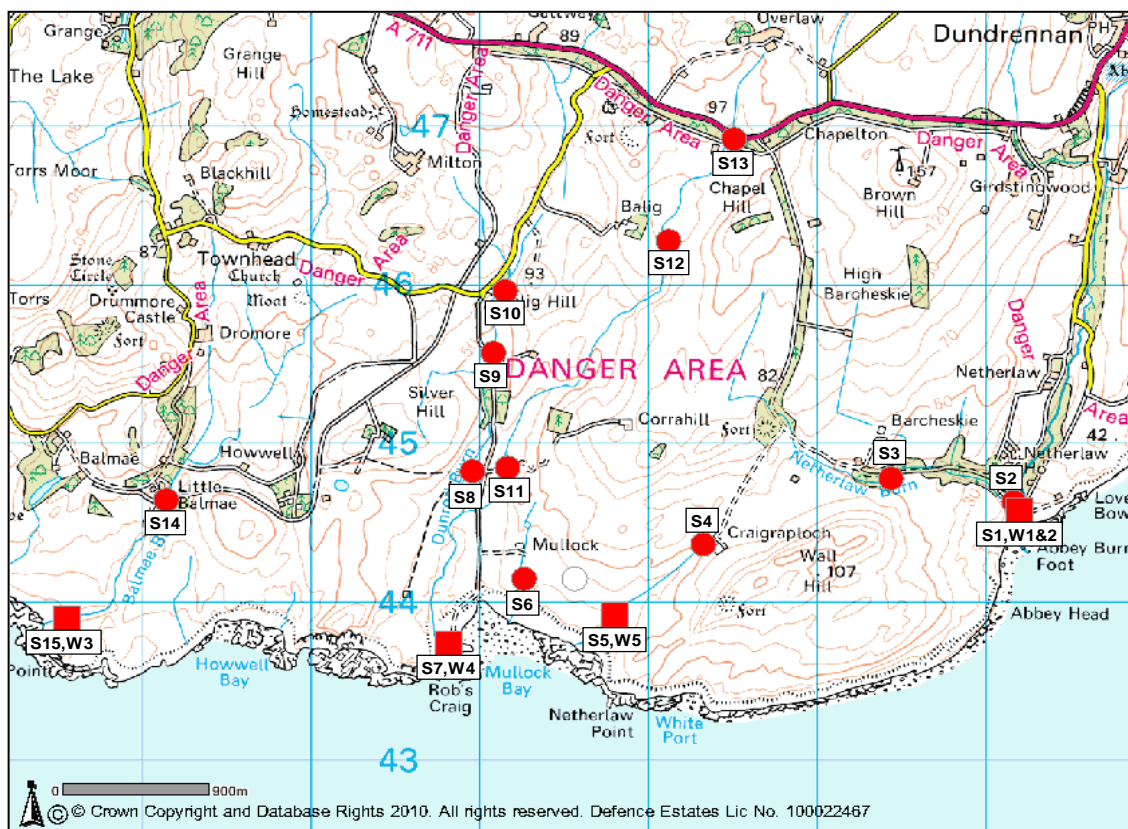 Grange
The Lake
Grange
Hill
A 711
89
Overlaw
Dundrennan
PH
Danger Area
Homestead
47
Milton
Fort
Danger
Area
97
S13
Chapelton
Danger
Area
Torrs Moor
Blackhill
Chapel
Hill
157
Brown
Hill
Girdstingwood
Balig
S12
87
Townhead
Church
Moat
Danger Area
93
46
S10
High
Barcheskie
Stone
Circle
Torrs
Drummore
Castle
Fort
Dromore
Danger
Area
S9
DANGER AREA
Danger
Area
Netherlaw
Silver
Hill
82
Corrahill
Fort
Barcheskie
42
45
Balmae
Howwell
Little
Balmae
S14
S8
S11
Dunrod Burn
Netherlaw Burn
S3
Netherlaw
S2
S1,W1&2
Abbey Burn
Foot
S4
Craigraploch
Wall
Hill
107
Fort
Mullock
S6
44
Abbey Head
S15,W3
Point
Howwell
Bay
S7,W4
Rob's
Craig
Mullock
Bay
S5,W5
Netherlaw
Point
White
Port
43
0 900m
© © Crown Copyright and Database Rights 2010. All rights reserved. Defence Estates Lic No. 100022467